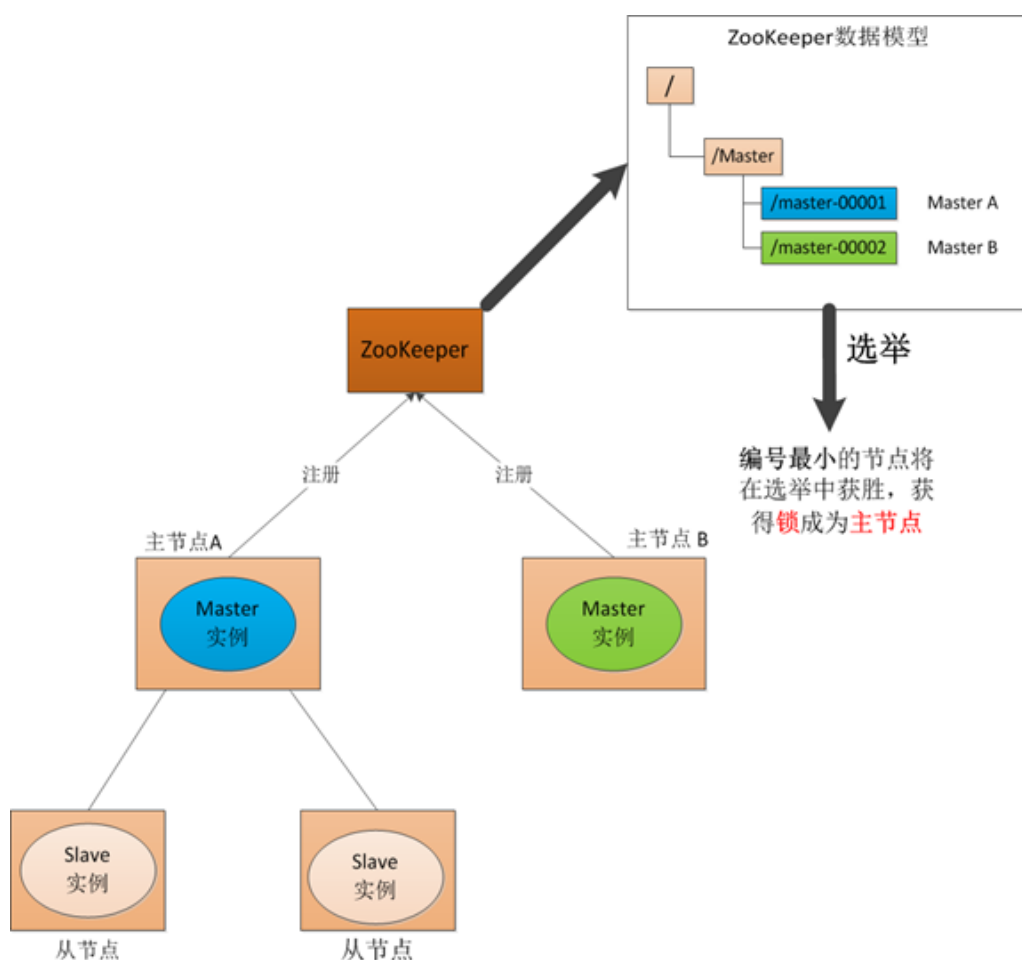 ZooKeeper数据模型
/
/Master
/master-00001
Master A
/master-00002
Master B
ZooKeeper
选举
编号最小的节点将
在选举中获胜，获
得锁成为主节点
注册
注册
主节点A
主节点 B
Master
实例
Master
实例
Slave
实例
Slave
实例
从节点
从节点